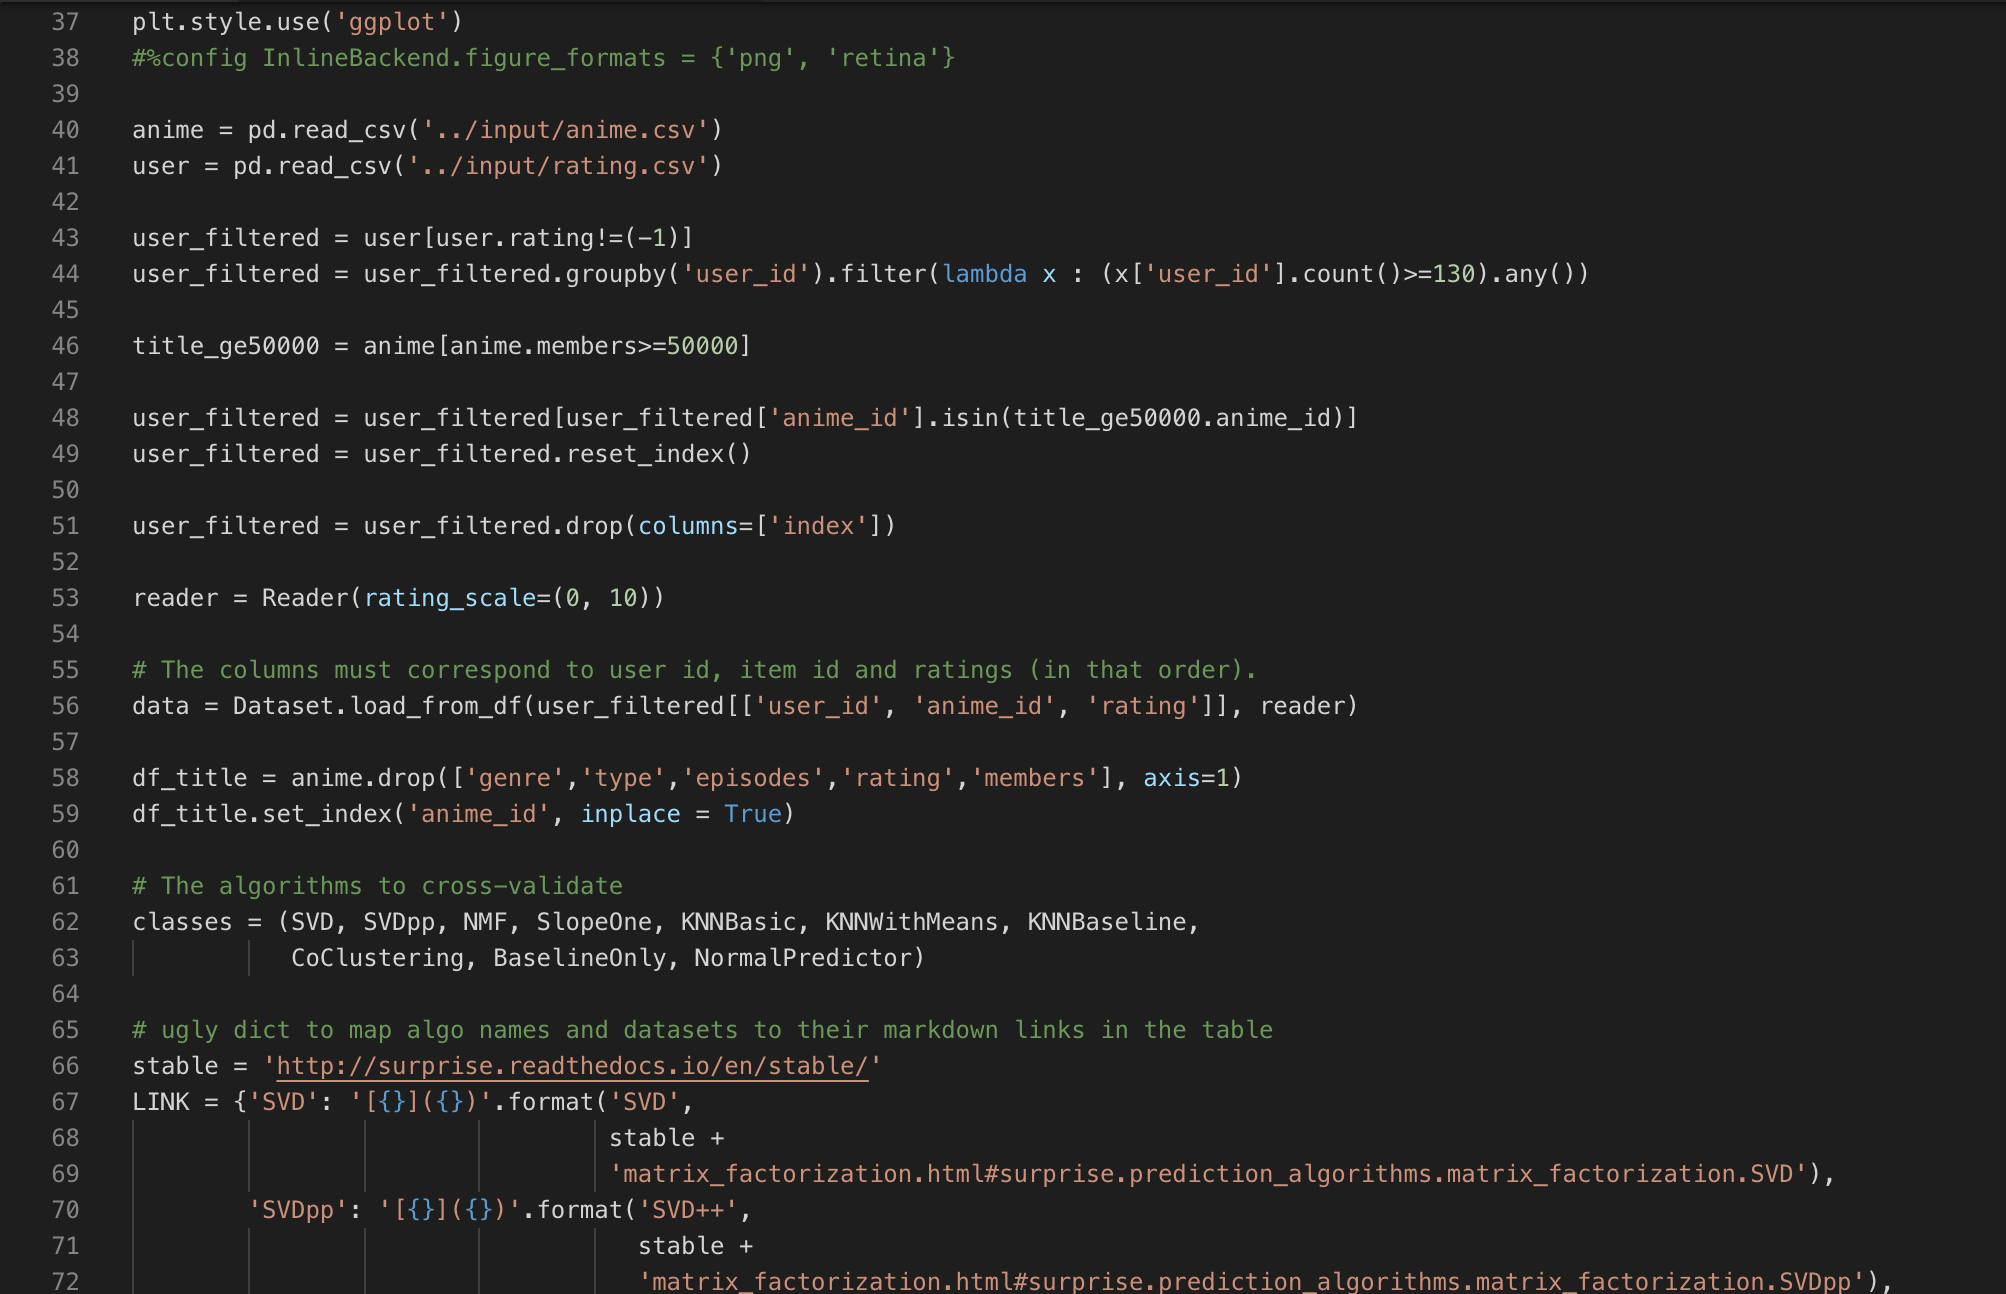 37 plt.style.use('ggplot')
38 #%config InlineBackend.figure_formats = {'png', 'retina'}
39
40 anime = pd.read_csv('../input/anime.csv')
41 user = pd.read_csv('../input/rating.csv')
42
43 user_filtered = user[user.rating!=(-1)]
44 user_filtered = user_filtered.groupby('user_id').filter(lambda x : (x['user_id'].count()>=130).any())
45
46 title_ge50000 = anime[anime.members>=50000]
47
48 user_filtered = user_filtered[user_filtered['anime_id'].isin(title_ge50000.anime_id)]
49 user_filtered = user_filtered.reset_index()
50
51 user_filtered = user_filtered.drop(columns=['index'])
52
53 reader = Reader(rating_scale=(0, 10))
54
55 # The columns must correspond to user id, item id and ratings (in that order).
56 data = Dataset.load_from_df(user_filtered[['user_id', 'anime_id', 'rating']], reader)
57
58 df_title = anime.drop(['genre','type','episodes','rating','members'], axis=1)
59 df_title.set_index('anime_id', inplace = True)
60
61 # The algorithms to cross-validate
62 classes = (SVD, SVDpp, NMF, SlopeOne, KNNBasic, KNNWithMeans, KNNBaseline,
63            CoClustering, BaselineOnly, NormalPredictor)
64
65 # ugly dict to map algo names and datasets to their markdown links in the table
66 stable = 'http://surprise.readthedocs.io/en/stable/'
67 LINK = {'SVD': '[{}]({})'.format('SVD',
68                                  stable +
69                                  'matrix_factorization.html#surprise.prediction_algorithms.matrix_factorization.SVD'),
70         'SVDpp': '[{}]({})'.format('SVD++',
71                                    stable +
72                                    'matrix_factorization.html#surprise.prediction_algorithms.matrix_factorization.SVDpp'),